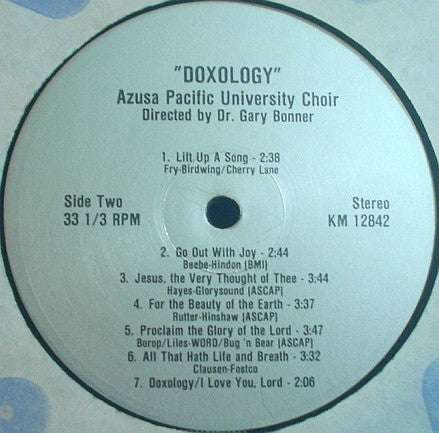 "DOXOLOGY"
Azusa Pacific University Choir
Directed by Dr. Gary Bonner
1. Lift Up A Song - 2:38
Fry-Birdwing/Cherry Lane
Side Two
33 1/3 RPM
Stereo
KM 12842
2. Go Out With Joy - 2:44
Beebe-Hindon [BMI]
3. Jesus, the Very Thought of Thee - 3:44
Hayes-Glorysound [ASCAP]
4. For the Beauty of the Earth - 3:37
Rutter-Hinshaw [ASCAP]
5. Proclaim the Glory of the Lord - 3:47
Borop/Liles-WORD/Bug 'n Bear [ASCAP]
6. All That Hath Life and Breath - 3:32
Clausen-Fostco
7. Doxology/I Love You, Lord - 2:06